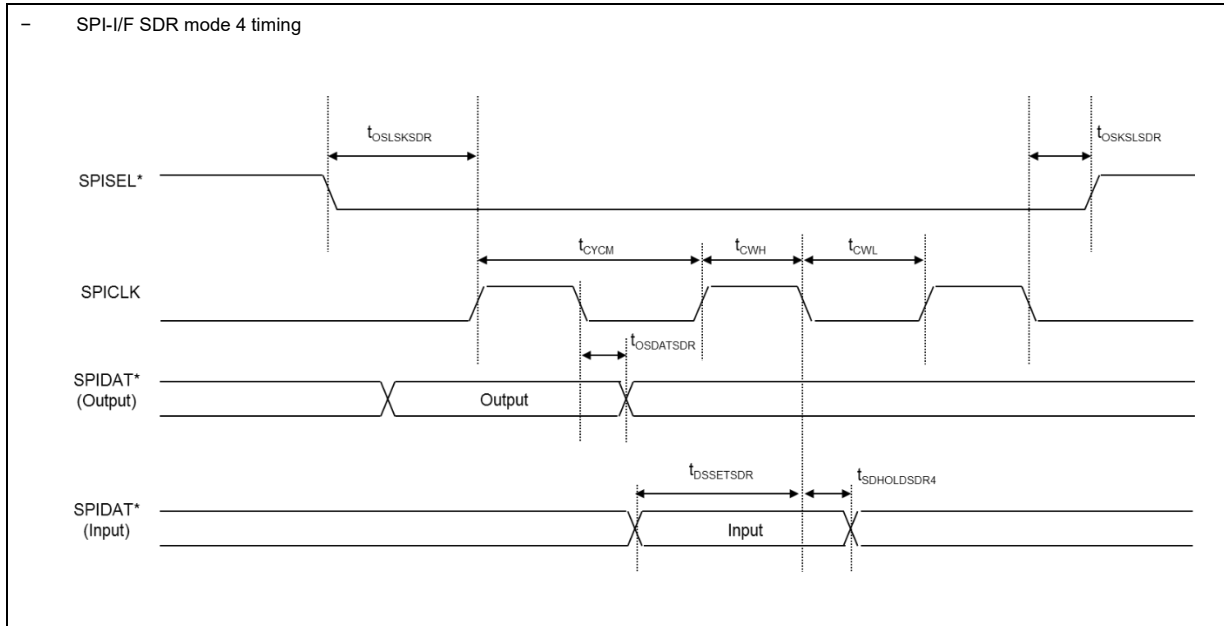 − SPI-I/F SDR mode 4 timing
tOSLSKSDR
tOSKSLSDR
SPISEL*
tCYCM
tCWH
tCWL
SPICLK
tOSDATSDR
SPIDAT*
(Output)
Output
tDSSETSDR
tSDHOLDSDR4
SPIDAT*
(Input)
Input